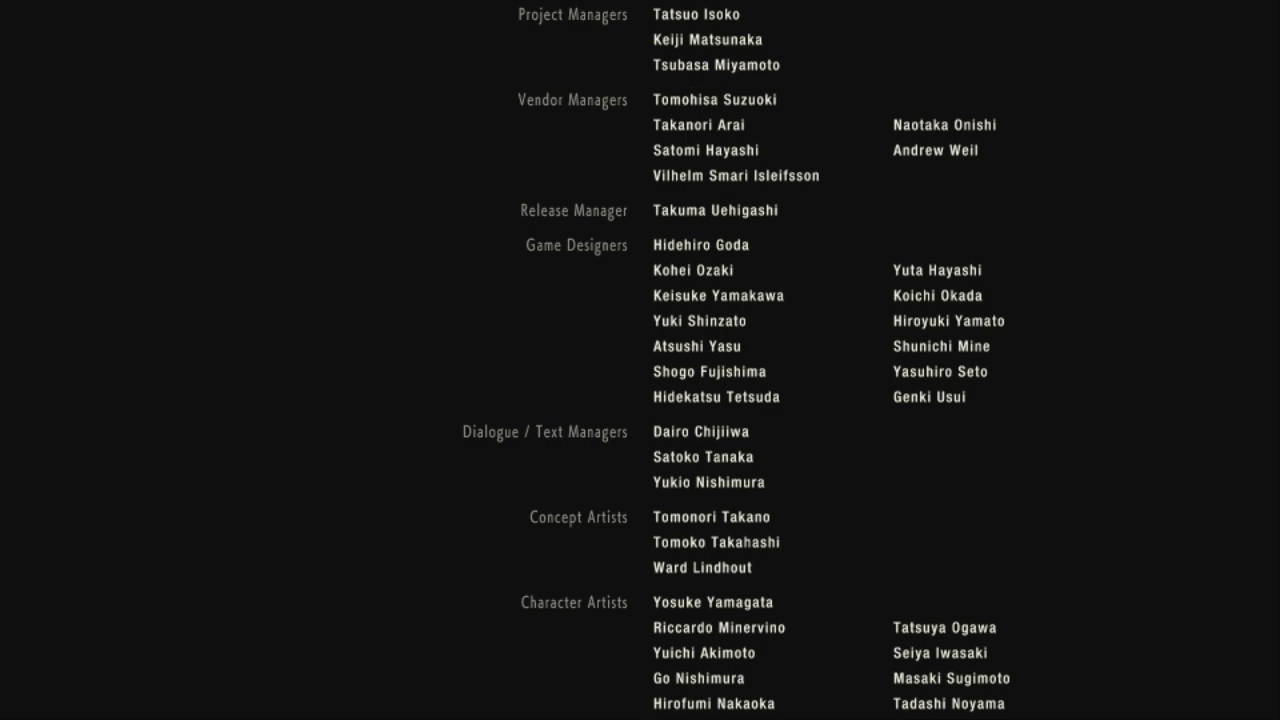 Project Managers Tatsuo Isoko
Keiji Matsunaka
Tsubasa Miyamoto
Vendor Managers Tomohisa Suzuoki
Takanori Arai Naotaka Onishi
Satomi Hayashi Andrew Weil
Vilhelm Smari Isleifsson
Release Manager Takuma Uehigashi
Game Designers Hidehiro Goda
Kohei Ozaki Yuta Hayashi
Keisuke Yamakawa Koichi Okada
Yuki Shinzato Hiroyuki Yamato
Atsushi Yasu Shunichi Mine
Shogo Fujishima Yasuhiro Seto
Hidekatsu Tetsuda Genki Usui
Dialogue / Text Managers Dairo Chijiiwa
Satoko Tanaka
Yukio Nishimura
Concept Artists Tomonori Takano
Tomoko Takahashi
Ward Lindhout
Character Artists Yosuke Yamagata
Riccardo Minervino Tatsuya Ogawa
Yuichi Akimoto Seiya Iwasaki
Go Nishimura Masaki Sugimoto
Hirofumi Nakaoka Tadashi Noyama